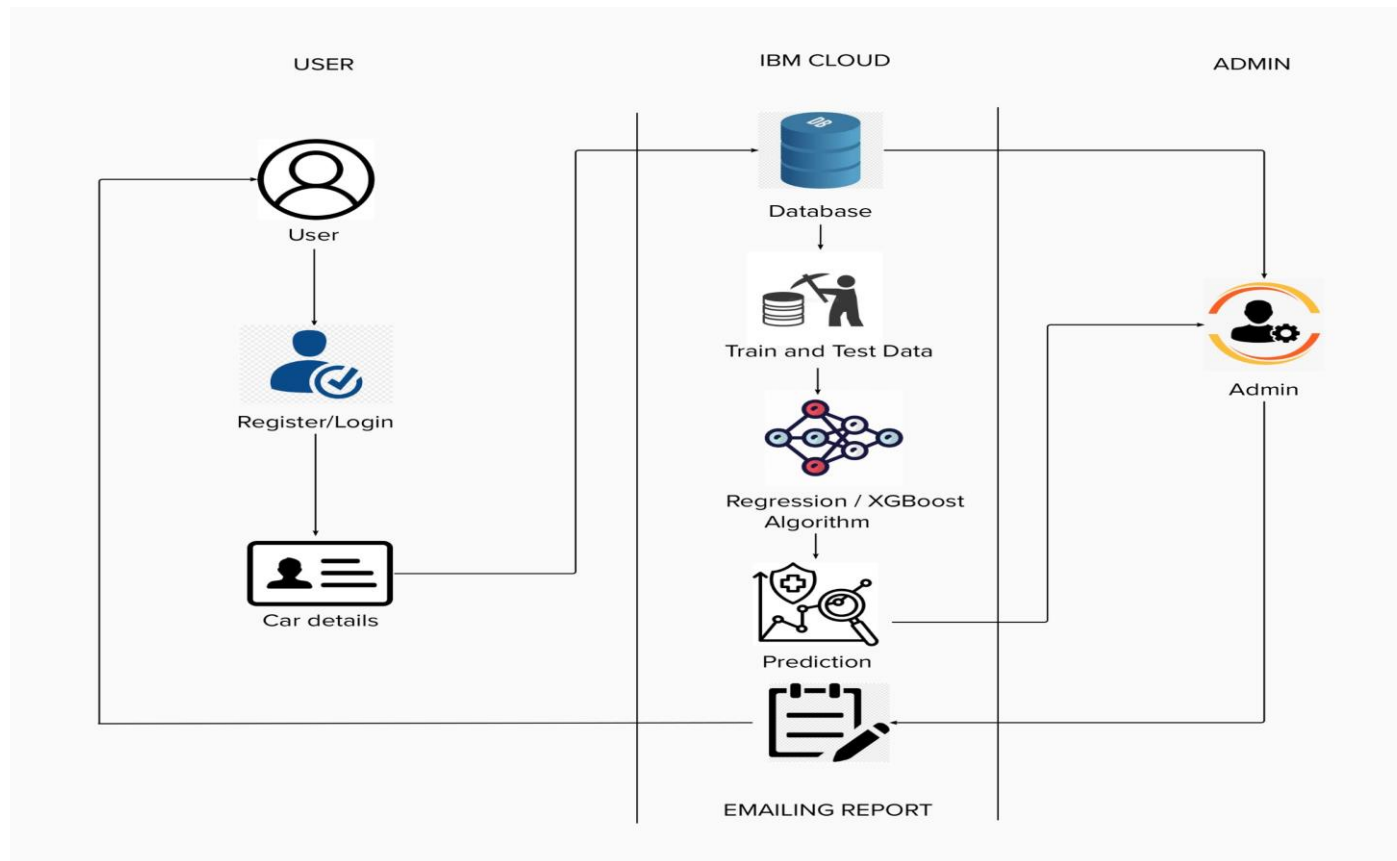 USER
IBM CLOUD
ADMIN
DB
User
Register/Login
Car details
Database
Train and Test Data
Regression / XGBoost
Algorithm
Prediction
EMAILING REPORT
Admin